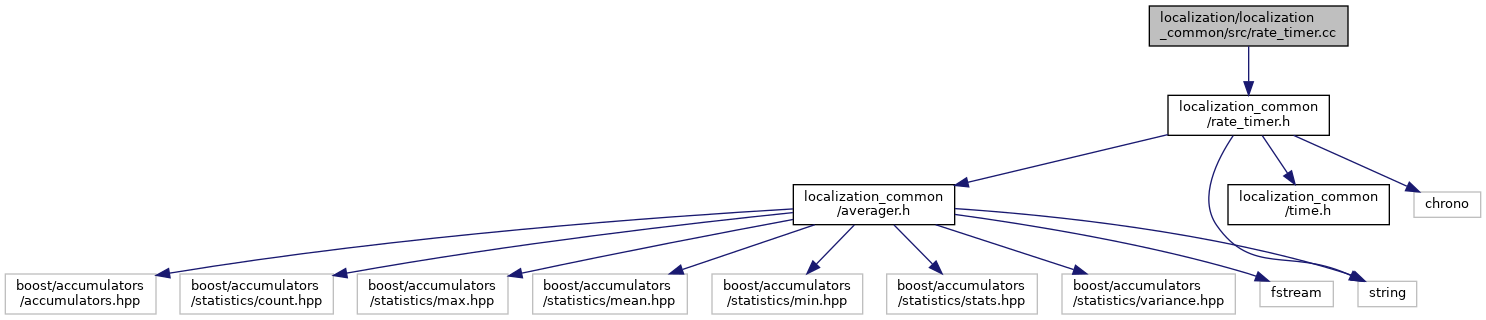 localization/localization
_common/src/rate_timer.cc
localization_common
/rate_timer.h
localization_common
/averager.h
localization_common
/time.h
chrono
boost/accumulators
/accumulators.hpp
boost/accumulators
/statistics/count.hpp
boost/accumulators
/statistics/max.hpp
boost/accumulators
/statistics/mean.hpp
boost/accumulators
/statistics/min.hpp
boost/accumulators
/statistics/stats.hpp
boost/accumulators
/statistics/variance.hpp
fstream
string